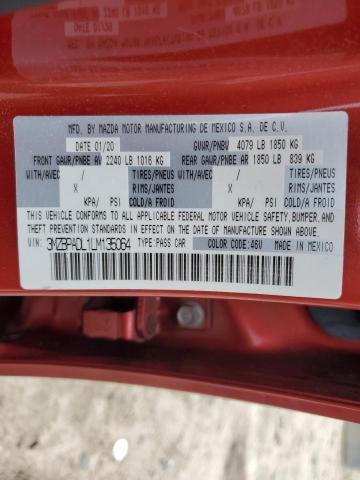 MFD. BY MAZDA MOTOR MANUFACTURING DE MEXICO S.A. DE C.V.
DATE 01/20 GVWR/PNBV 4079 LB 1850 KG
FRONT GAWR/PNBE AV 2240 LB 1016 KG REAR GAWR/PNBE AR 1850 LB 839 KG
WITH/AVEC / TIRES/PNEUS WITH/AVEC / TIRES/PNEUS
X RIMS/JANTES X RIMS/JANTES
KPA/ PSI COLD/A FROID KPA/ PSI COLD/A FROID
THIS VEHICLE CONFORMS TO ALL APPLICABLE FEDERAL MOTOR VEHICLE SAFETY, BUMPER, AND
THEFT PREVENTION STANDARDS IN EFFECT ON THE DATE OF MANUFACTURE SHOWN ABOVE.
3MZBPADL1LM135064 TYPE:PASS CAR COLOR CODE:46V MADE IN MEXICO